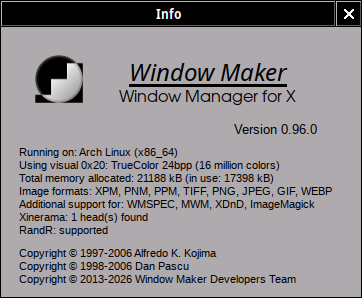 Info
Window Maker
Window Manager for X
Version 0.96.0
Running on: Arch Linux (x86_64)
Using visual 0x20: TrueColor 24bpp (16 million colors)
Total memory allocated: 21188 kB (in use: 17398 kB)
Image formats: XPM, PNM, PPM, TIFF, PNG, JPEG, GIF, WEBP
Additional support for: WMSPEC, MWM, XDnD, ImageMagick
Xinerama: 1 head(s) found
RandR: supported
Copyright © 1997-2006 Alfredo K. Kojima
Copyright © 1998-2006 Dan Pascu
Copyright © 2013-2026 Window Maker Developers Team